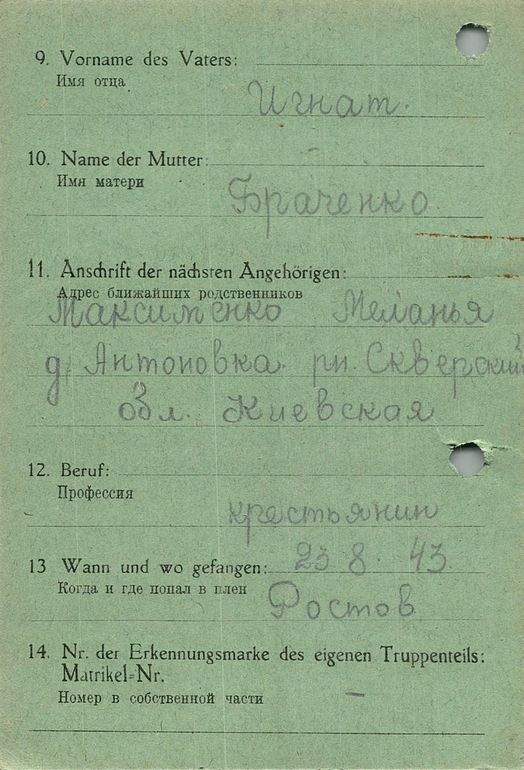 9. Vorname des Vaters:
Имя отца
Игнат.
10. Name der Mutter:
Имя матери
Браченко.
11. Anschrift der nächsten Angehörigen:
Адрес ближайших родственников
Максименко Меланья
д. Антоновка. рн. Скверский
обл. Киевская
12. Beruf:
Профессия
крестьянин
13 Wann und wo gefangen: 23 8. 43.
Когда и где попал в плен
Ростов
14. Nr. der Erkennungsmarke des eigenen Truppenteils:
Matrikel-Nr.
Номер в собственной части
–